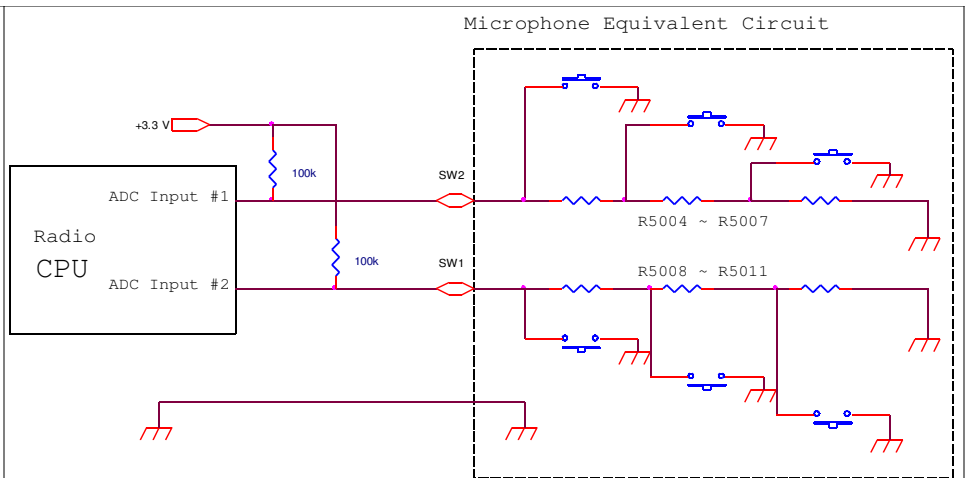 Microphone Equivalent Circuit
+3.3 V
100k
SW2
ADC Input #1
R5004 ~ R5007
Radio
CPU
100k
SW1
R5008 ~ R5011
ADC Input #2